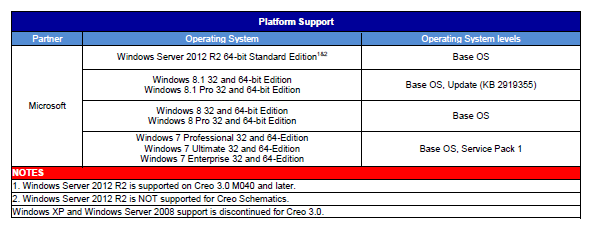 Platform Support
Partner Operating System Operating System levels
Microsoft
Windows Server 2012 R2 64-bit Standard Edition1&2 Base OS
Windows 8.1 32 and 64-bit Edition
Windows 8.1 Pro 32 and 64-bit Edition
Base OS, Update (KB 2919355)
Windows 8 32 and 64-bit Edition
Windows 8 Pro 32 and 64-bit Edition
Base OS
Windows 7 Professional 32 and 64-Edition
Windows 7 Ultimate 32 and 64-Edition
Windows 7 Enterprise 32 and 64-Edition
Base OS, Service Pack 1
NOTES
1. Windows Server 2012 R2 is supported on Creo 3.0 M040 and later.
2. Windows Server 2012 R2 is NOT supported for Creo Schematics.
Windows XP and Windows Server 2008 support is discontinued for Creo 3.0.